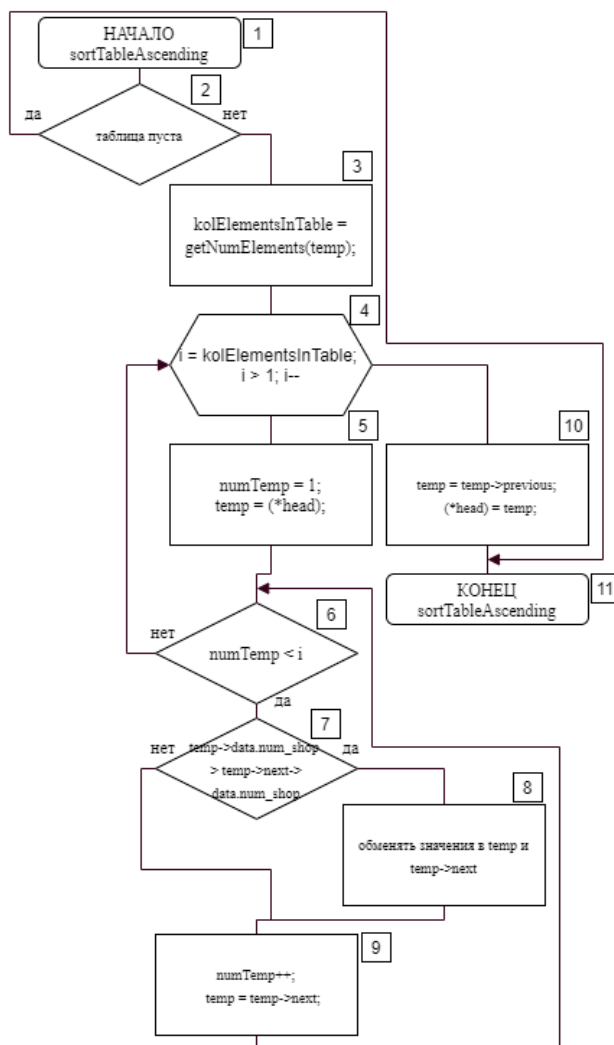 НАЧАЛО
sortTableAscending
1
2
да
нет
таблица пуста
3
kolElementsInTable =
getNumElements(temp);
4
i = kolElementsInTable;
i > 1; i--
5
numTemp = 1;
temp = (*head);
10
temp = temp->previous;
(*head) = temp;
11
КОНЕЦ
sortTableAscending
6
нет
numTemp < i
да
7
нет
temp->data.num_shop
> temp->next->
data.num_shop
да
8
обменять значения в temp и
temp->next
9
numTemp++;
temp = temp->next;